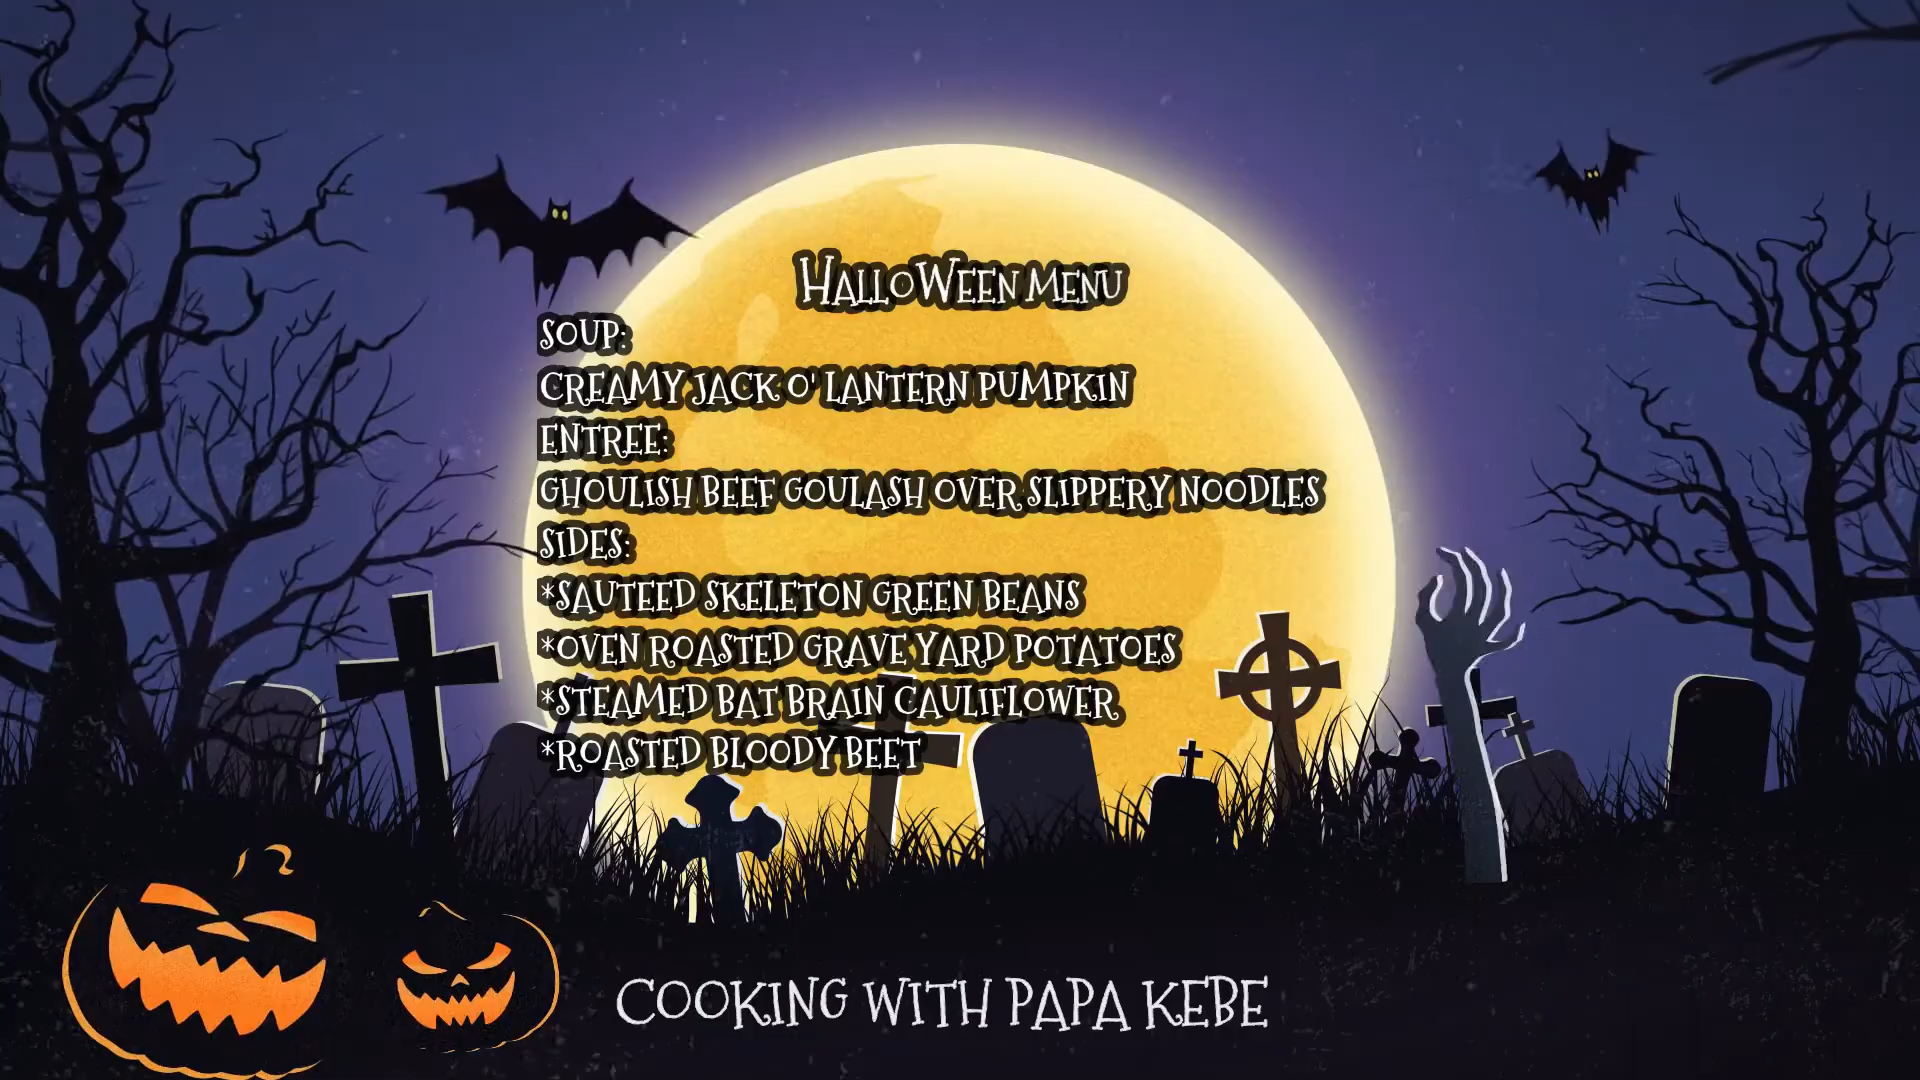 HALLOWEEN MENU
SOUP:
CREAMY JACK O' LANTERN PUMPKIN
ENTREE:
GHOULISH BEEF GOULASH OVER SLIPPERY NOODLES
SIDES:
*SAUTEED SKELETON GREEN BEANS
*OVEN ROASTED GRAVE YARD POTATOES
*STEAMED BAT BRAIN CAULIFLOWER
*ROASTED BLOODY BEET
COOKING WITH PAPA KEBE